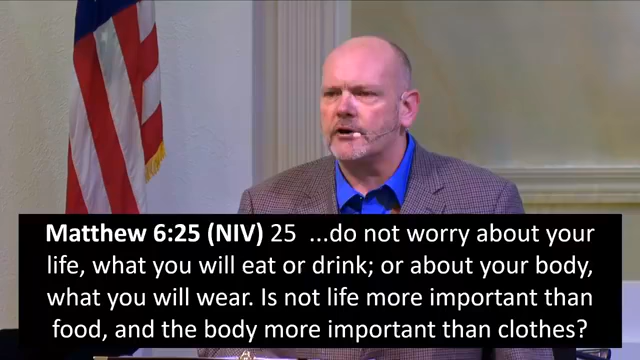 Matthew 6:25 (NIV) 25 ...do not worry about your
life, what you will eat or drink; or about your body,
what you will wear. Is not life more important than
food, and the body more important than clothes?